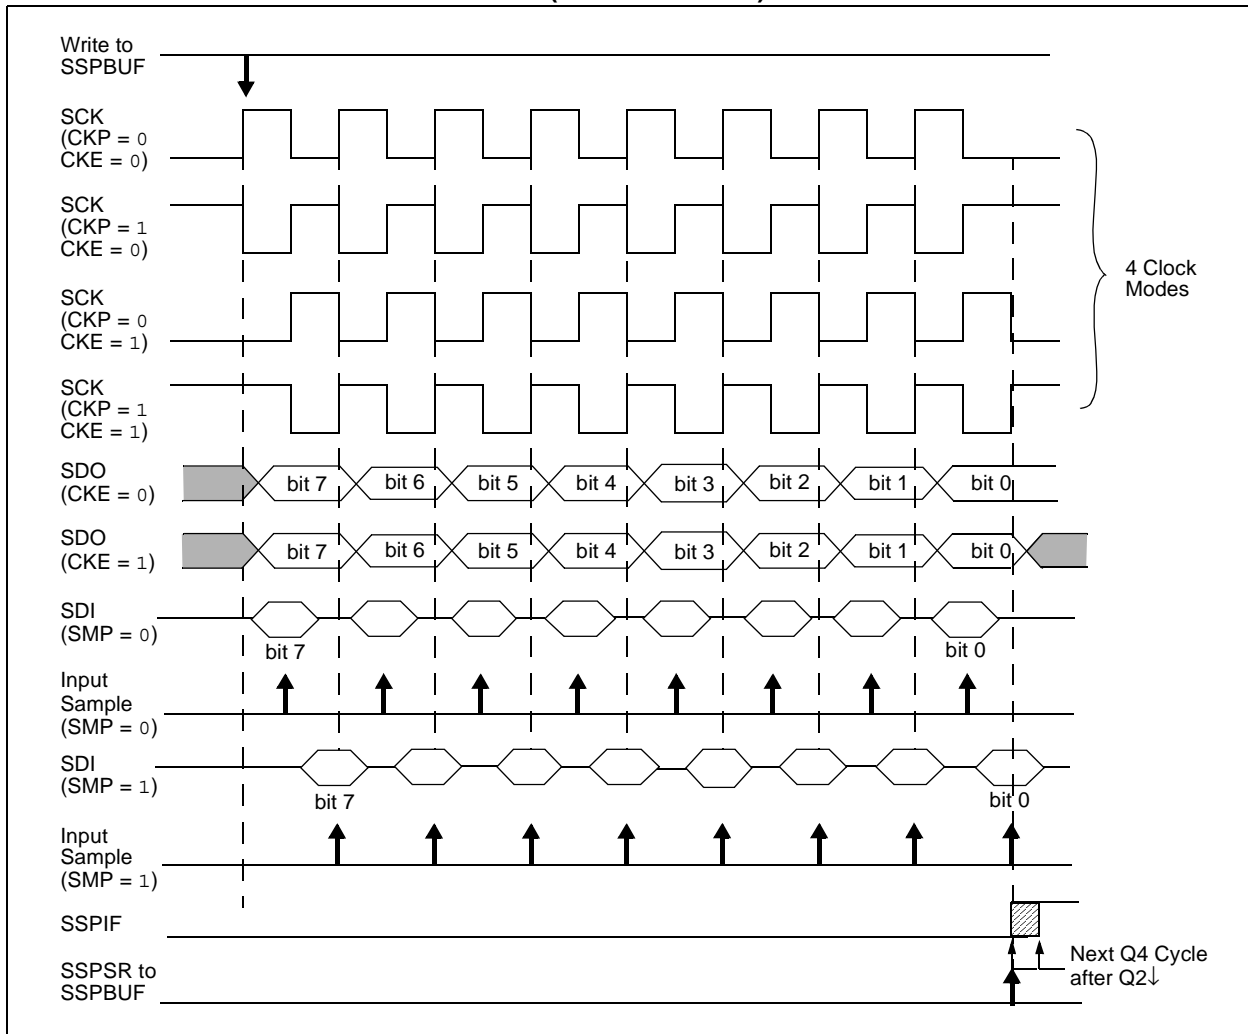 Write to
SSPBUF
SCK
(CKP = 0
CKE = 0)
SCK
(CKP = 1
CKE = 0)
SCK
(CKP = 0
CKE = 1)
SCK
(CKP = 1
CKE = 1)
4 Clock
Modes
SDO
(CKE = 0)
bit 7 bit 6 bit 5 bit 4 bit 3 bit 2 bit 1 bit 0
SDO
(CKE = 1)
bit 7 bit 6 bit 5 bit 4 bit 3 bit 2 bit 1 bit 0
SDI
(SMP = 0)
bit 7 bit 0
Input
Sample
(SMP = 0)
SDI
(SMP = 1)
bit 7 bit 0
Input
Sample
(SMP = 1)
SSPIF
Next Q4 Cycle
after Q2↓
SSPSR to
SSPBUF